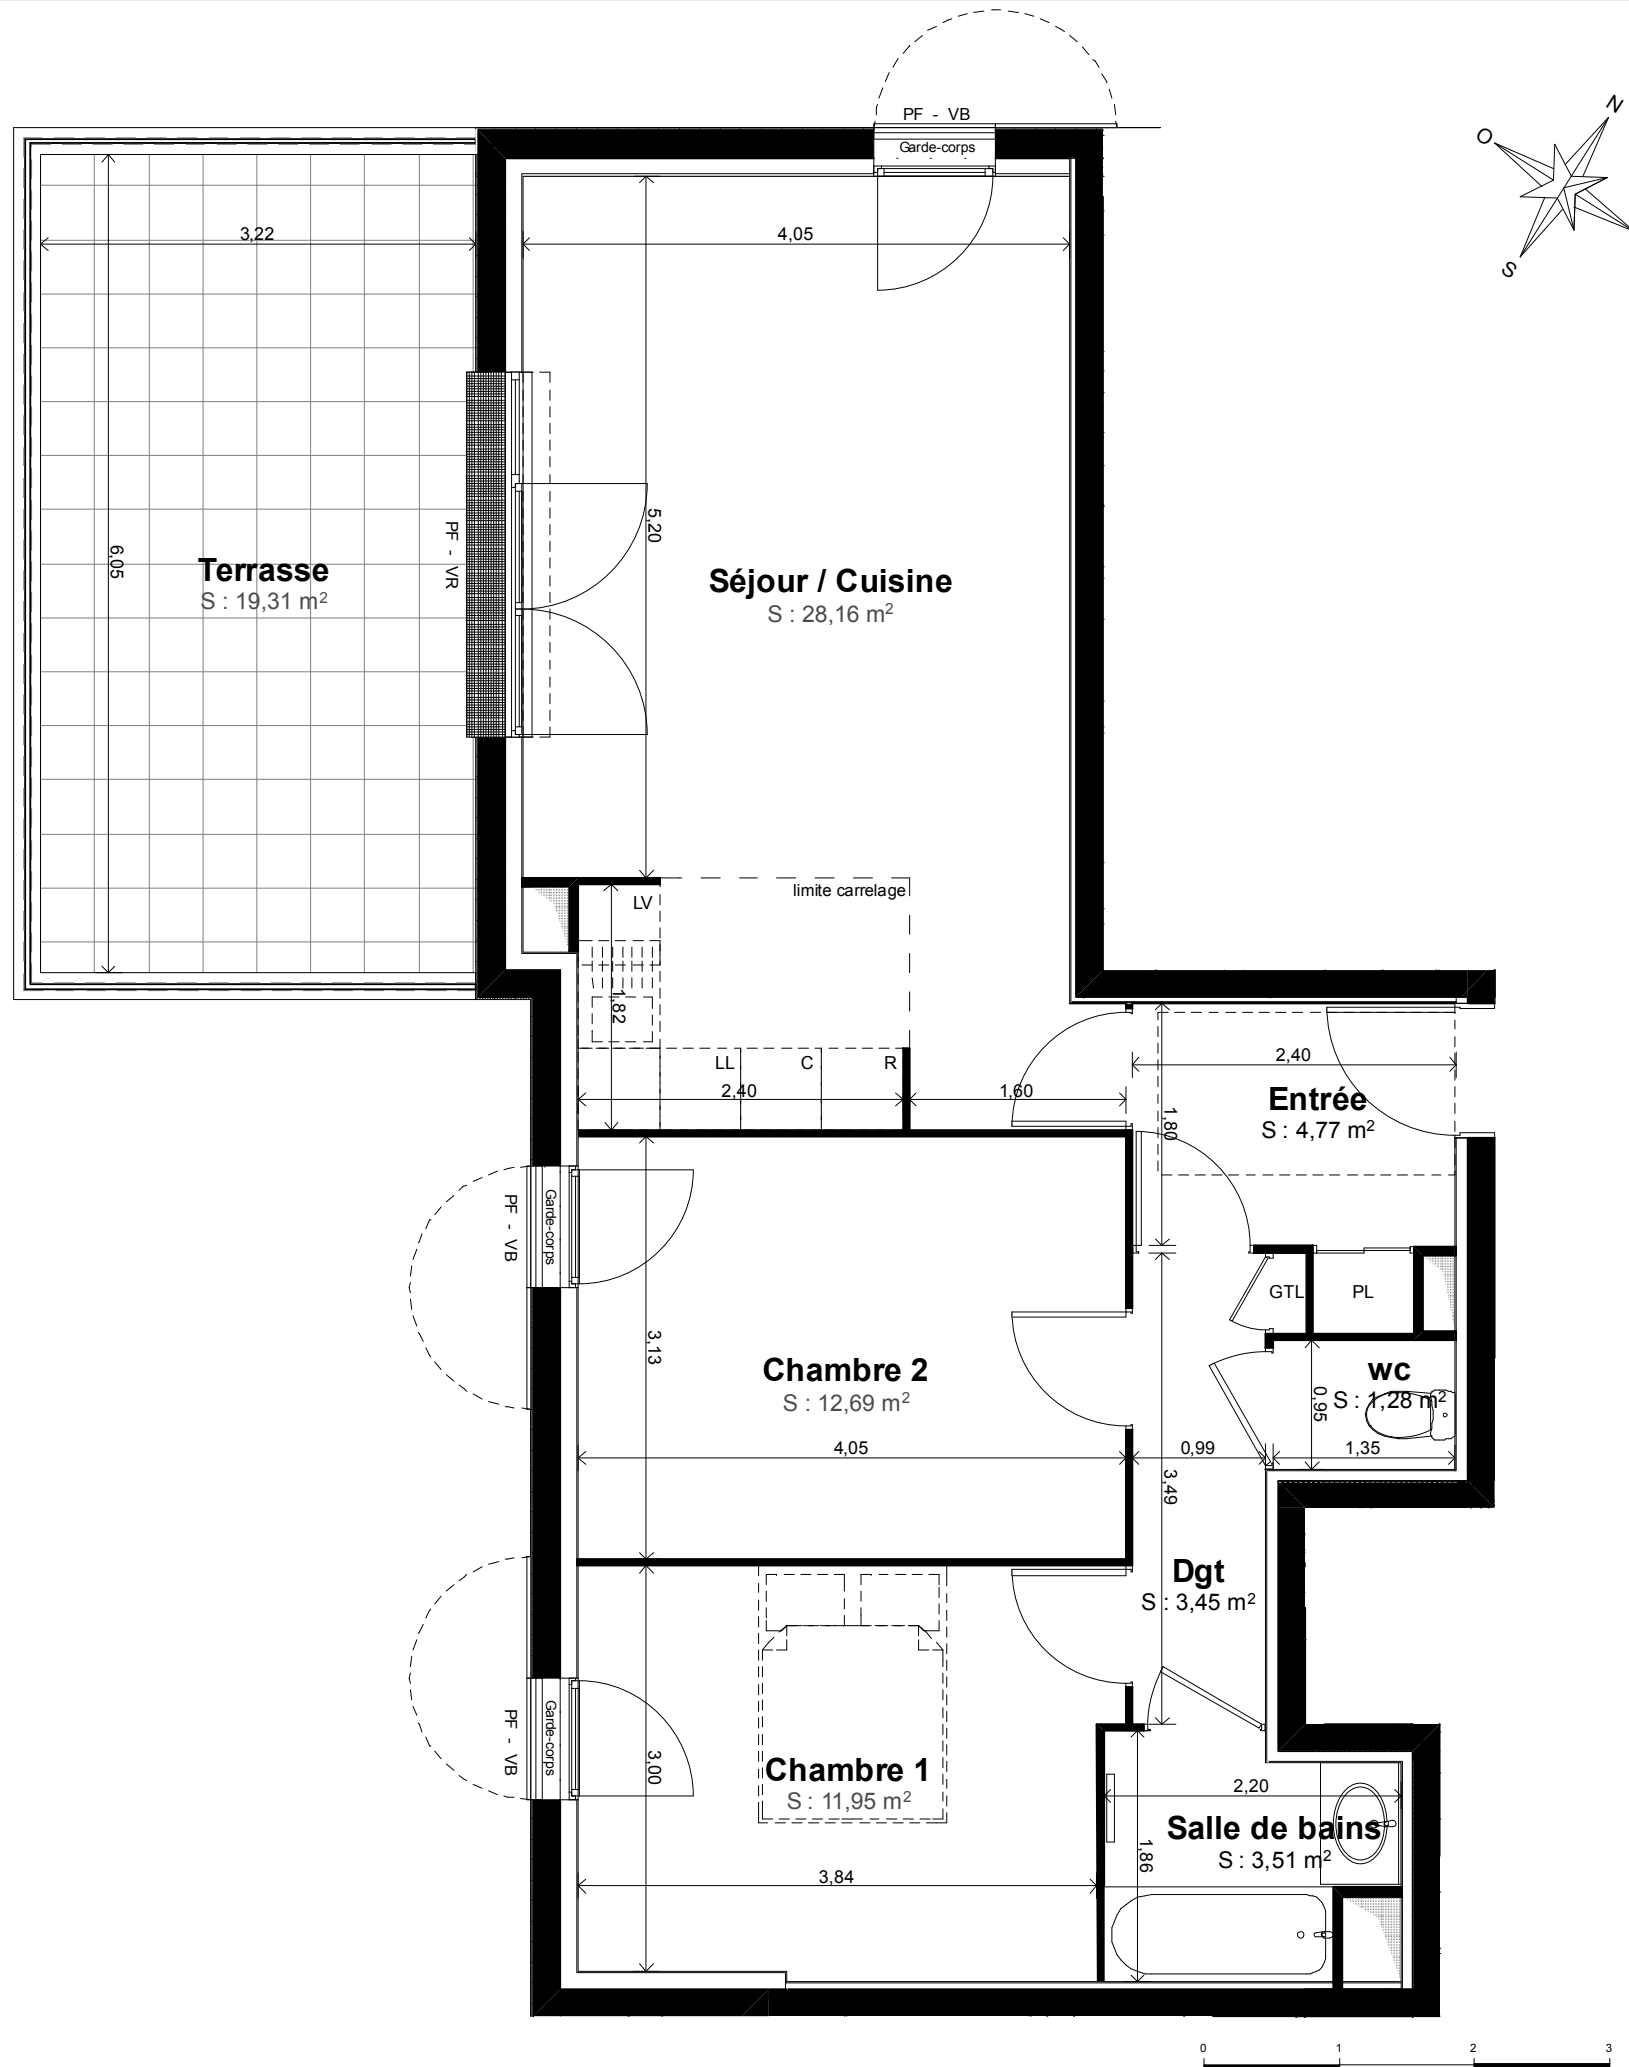 PF - VB
Garde-corps
N
O
S
3,22
4,05
6,05
5,20
PF - VR
Terrasse
S : 19,31 m²
Séjour / Cuisine
S : 28,16 m²
limite carrelage
LV
1,82
LL
C
R
2,40
1,60
2,40
Entrée
S : 4,77 m²
1,80
PF - VB
Garde-corps
GTL
PL
3,13
Chambre 2
S : 12,69 m²
wc
S : 1,28 m²
0,95
4,05
0,99
1,35
3,49
Dgt
S : 3,45 m²
PF - VB
Garde-corps
3,00
Chambre 1
S : 11,95 m²
2,20
Salle de bains
S : 3,51 m²
1,86
3,84
0 1 2 3